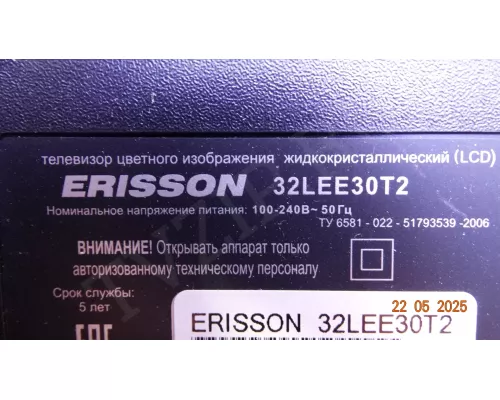 телевизор цветного изображения жидкокристаллический (LCD)
ERISSON 32LEE30T2
Номинальное напряжение питания: 100-240В~ 50Гц
ТУ 6581 - 022 - 51793539 -2006
ВНИМАНИЕ! Открывать аппарат только
авторизованному техническому персоналу
Срок службы:
5 лет
22 05 2025
EAC
ERISSON 32LEE30T2